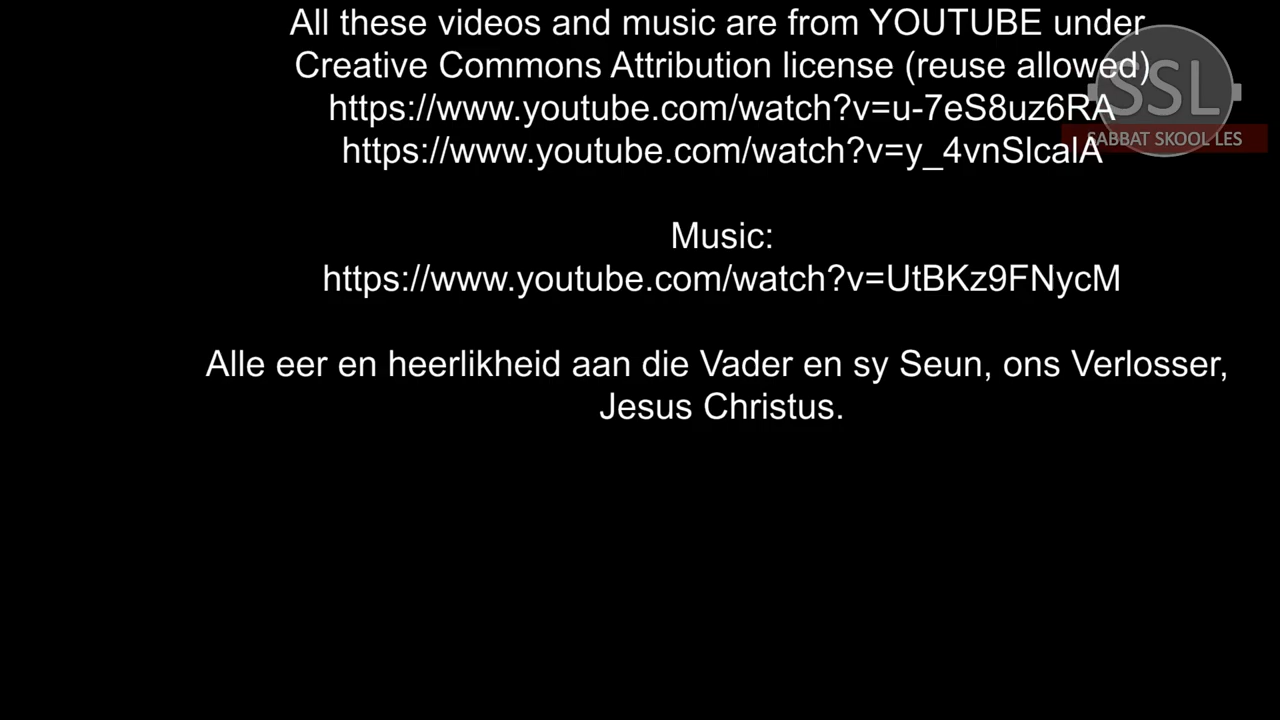 All these videos and music are from YOUTUBE under
Creative Commons Attribution license (reuse allowed)
https://www.youtube.com/watch?v=u-7eS8uz6RA
https://www.youtube.com/watch?v=y_4vnSlcalA
SSL
SABBAT SKOOL LES
Music:
https://www.youtube.com/watch?v=UtBKz9FNycM
Alle eer en heerlikheid aan die Vader en sy Seun, ons Verlosser,
Jesus Christus.